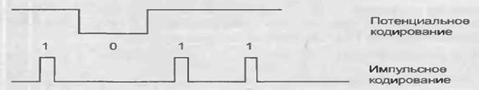 Потенциальное
кодирование
1 0 1 1
Импульсное
кодирование